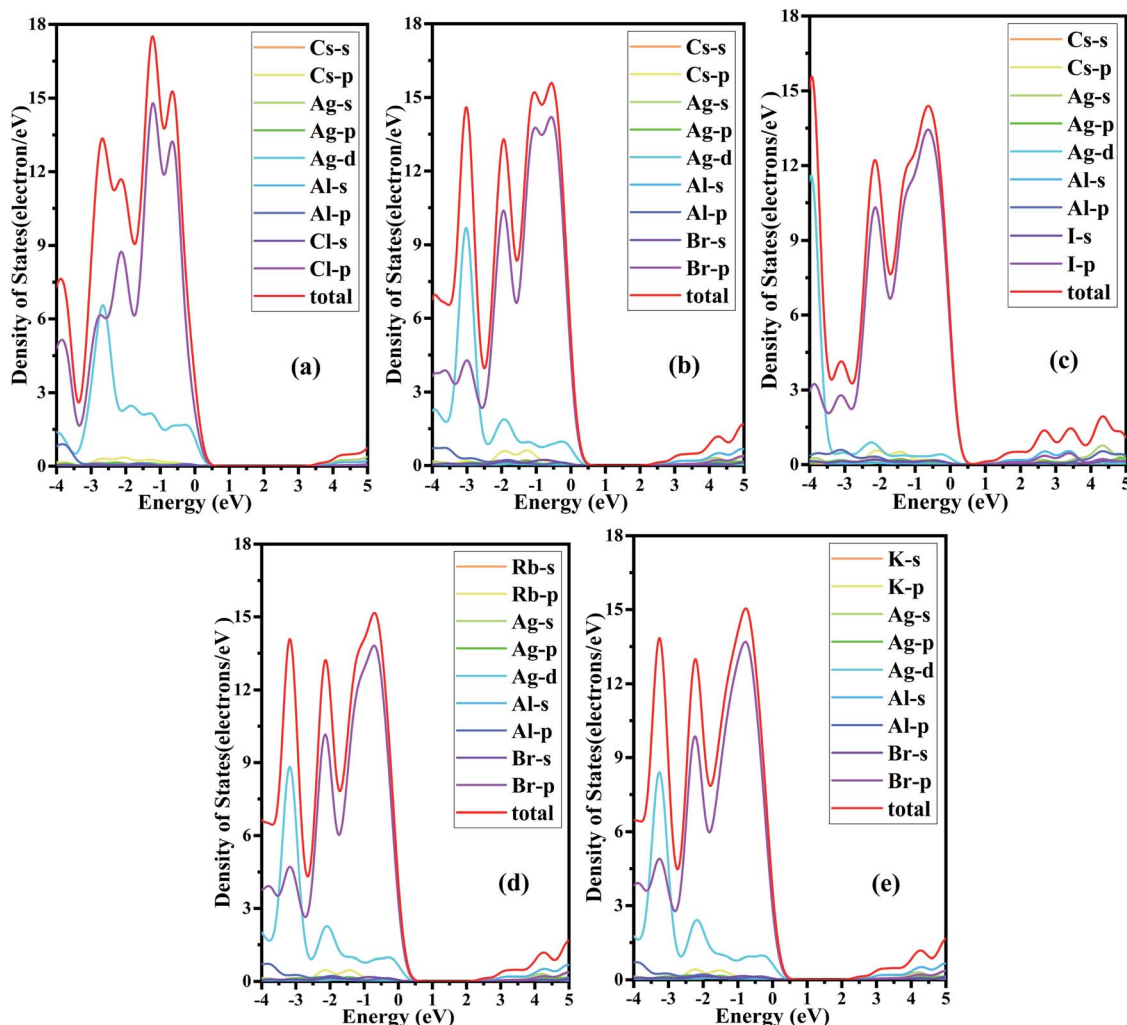 Density of States(electron/eV)
18
15
12
9
6
3
0
-4 -3 -2 -1 0 1 2 3 4 5
Energy (eV)
Cs-s
Cs-p
Ag-s
Ag-p
Ag-d
Al-s
Al-p
Cl-s
Cl-p
total
(a)
Density of States(electrons/eV)
18
15
12
9
6
3
0
-4 -3 -2 -1 0 1 2 3 4 5
Energy (eV)
Cs-s
Cs-p
Ag-s
Ag-p
Ag-d
Al-s
Al-p
Br-s
Br-p
total
(b)
Density of States(electrons/eV)
18
15
12
9
6
3
0
-4 -3 -2 -1 0 1 2 3 4 5
Energy (eV)
Cs-s
Cs-p
Ag-s
Ag-p
Ag-d
Al-s
Al-p
I-s
I-p
total
(c)
Density of States(electrons/eV)
18
15
12
9
6
3
0
-4 -3 -2 -1 0 1 2 3 4 5
Energy (eV)
Rb-s
Rb-p
Ag-s
Ag-p
Ag-d
Al-s
Al-p
Br-s
Br-p
total
(d)
Density of States(electrons/eV)
18
15
12
9
6
3
0
-4 -3 -2 -1 0 1 2 3 4 5
Energy (eV)
K-s
K-p
Ag-s
Ag-p
Ag-d
Al-s
Al-p
Br-s
Br-p
total
(e)